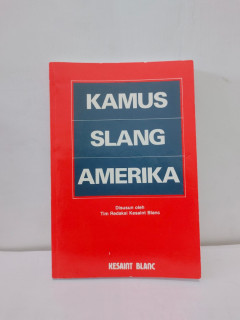 KAMUS
SLANG
AMERIKA
Disusun oleh
Tim Redaksi Kesaint Blanc
KESAINT BLANC